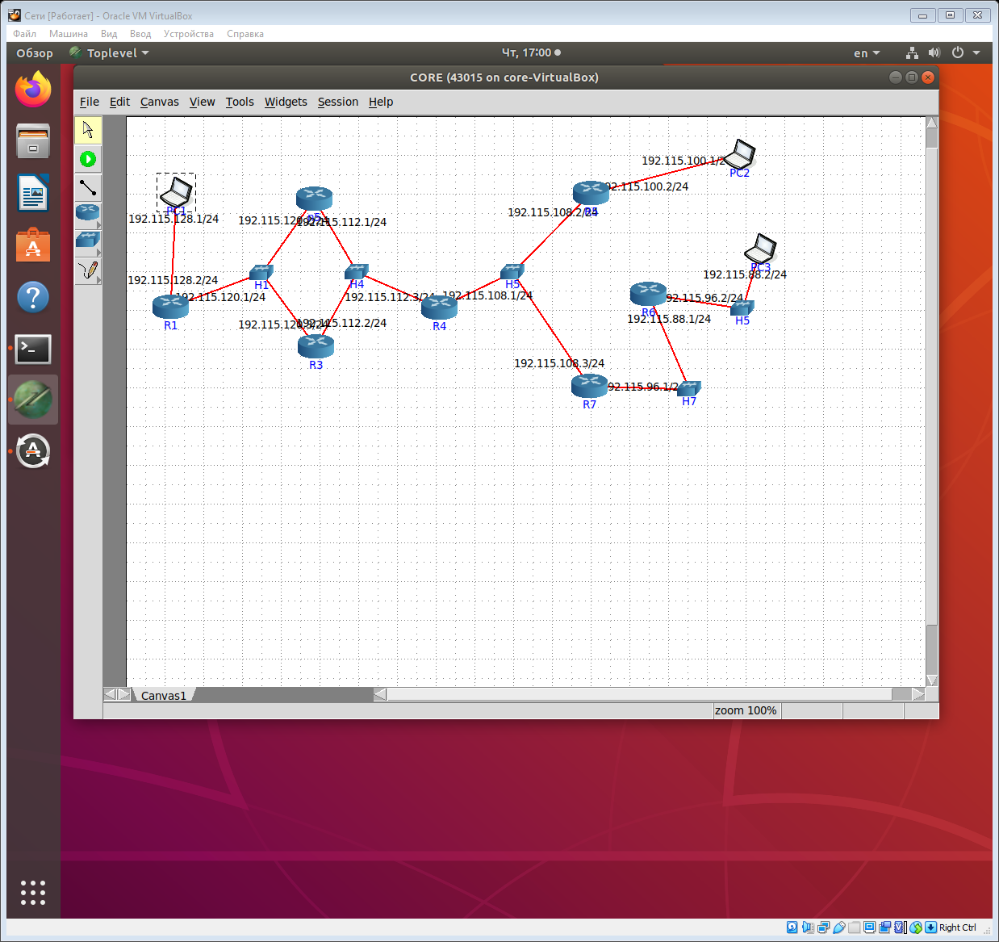 Сети [Работает] - Oracle VM VirtualBox
Файл Машина Вид Ввод Устройства Справка
Обзор Toplevel Чт, 17:00 en
CORE (43015 on core-VirtualBox)
File Edit Canvas View Tools Widgets Session Help
192.115.100.1/2
PC2
92.115.100.2/24
PC1
192.115.128.1/24
n5
192.115.112.1/24
192.115.108.2/24
PC3
192.115.88.2/24
192.115.128.2/24
H1
H4
H5
192.115.120.1/24
192.115.112.3/24
192.115.108.1/24
92.115.96.2/24
R6
H5
192.115.88.1/24
R1
192.115.120.3/24
192.115.112.2/24
R4
R3
192.115.108.3/24
92.115.96.1/2
R7
H7
Canvas1
zoom 100%
Right Ctrl